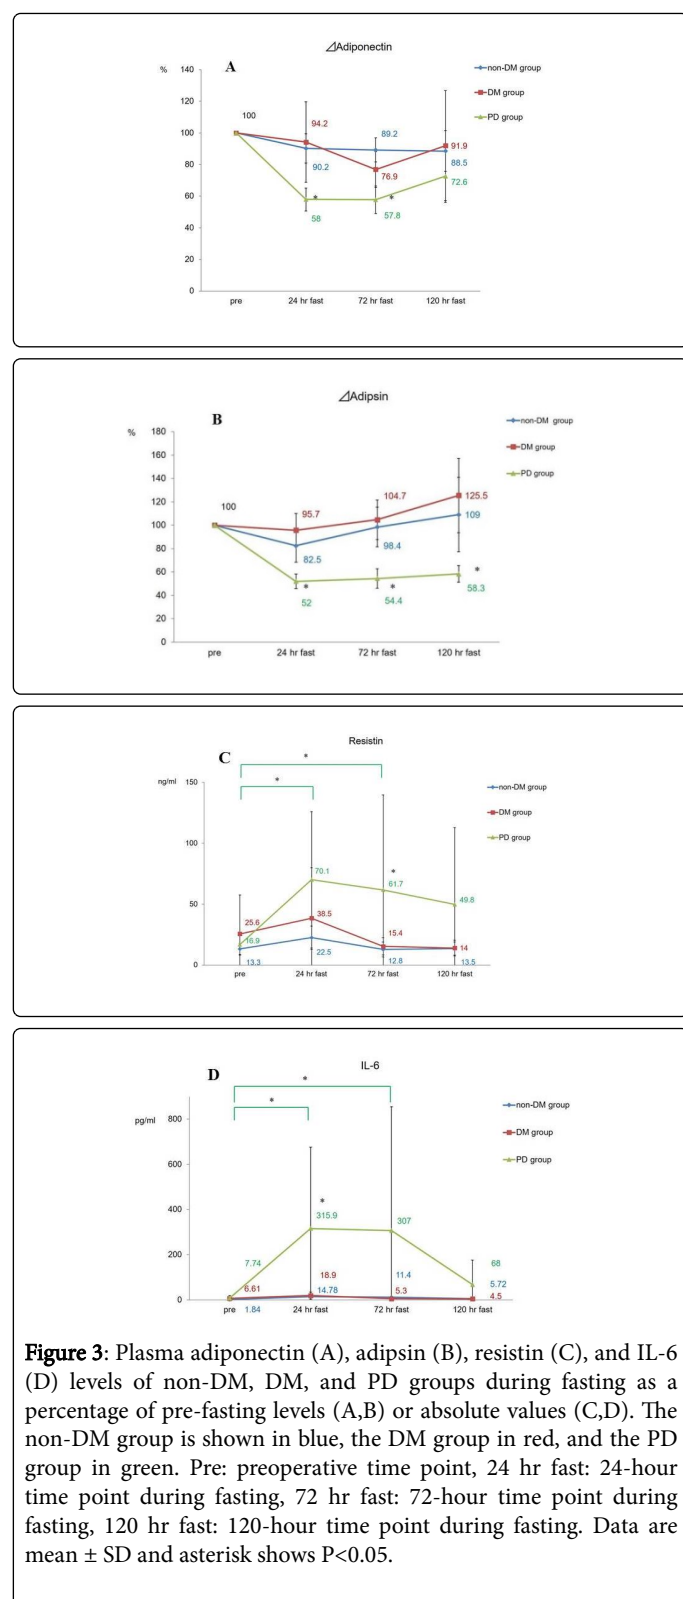 ⊿Adiponectin
A
%
140
120
100
80
60
40
20
0
100
94.2
90.2
58
*
89.2
76.9
57.8
*
91.9
88.5
72.6
pre
24 hr fast
72 hr fast
120 hr fast
non-DM group
DM group
PD group
⊿Adipsin
B
%
180
160
140
120
100
80
60
40
20
0
100
95.7
82.5
52
*
104.7
98.4
54.4
*
125.5
109
58.3
*
pre
24 hr fast
72 hr fast
120 hr fast
non-DM group
DM group
PD group
Resistin
C
ng/ml
150
100
50
0
*
*
25.6
16.9
13.3
70.1
38.5
22.5
*
61.7
15.4
12.8
49.8
14
13.5
pre
24 hr fast
72 hr fast
120 hr fast
non-DM group
DM group
PD group
IL-6
D
pg/ml
800
600
400
200
0
*
*
7.74
6.61
1.84
*
315.9
18.9
14.78
307
11.4
5.3
68
5.72
4.5
pre
24 hr fast
72 hr fast
120 hr fast
non-DM group
DM group
PD group
Figure 3: Plasma adiponectin (A), adipsin (B), resistin (C), and IL-6
(D) levels of non-DM, DM, and PD groups during fasting as a
percentage of pre-fasting levels (A,B) or absolute values (C,D). The
non-DM group is shown in blue, the DM group in red, and the PD
group in green. Pre: preoperative time point, 24 hr fast: 24-hour
time point during fasting, 72 hr fast: 72-hour time point during
fasting, 120 hr fast: 120-hour time point during fasting. Data are
mean ± SD and asterisk shows P<0.05.